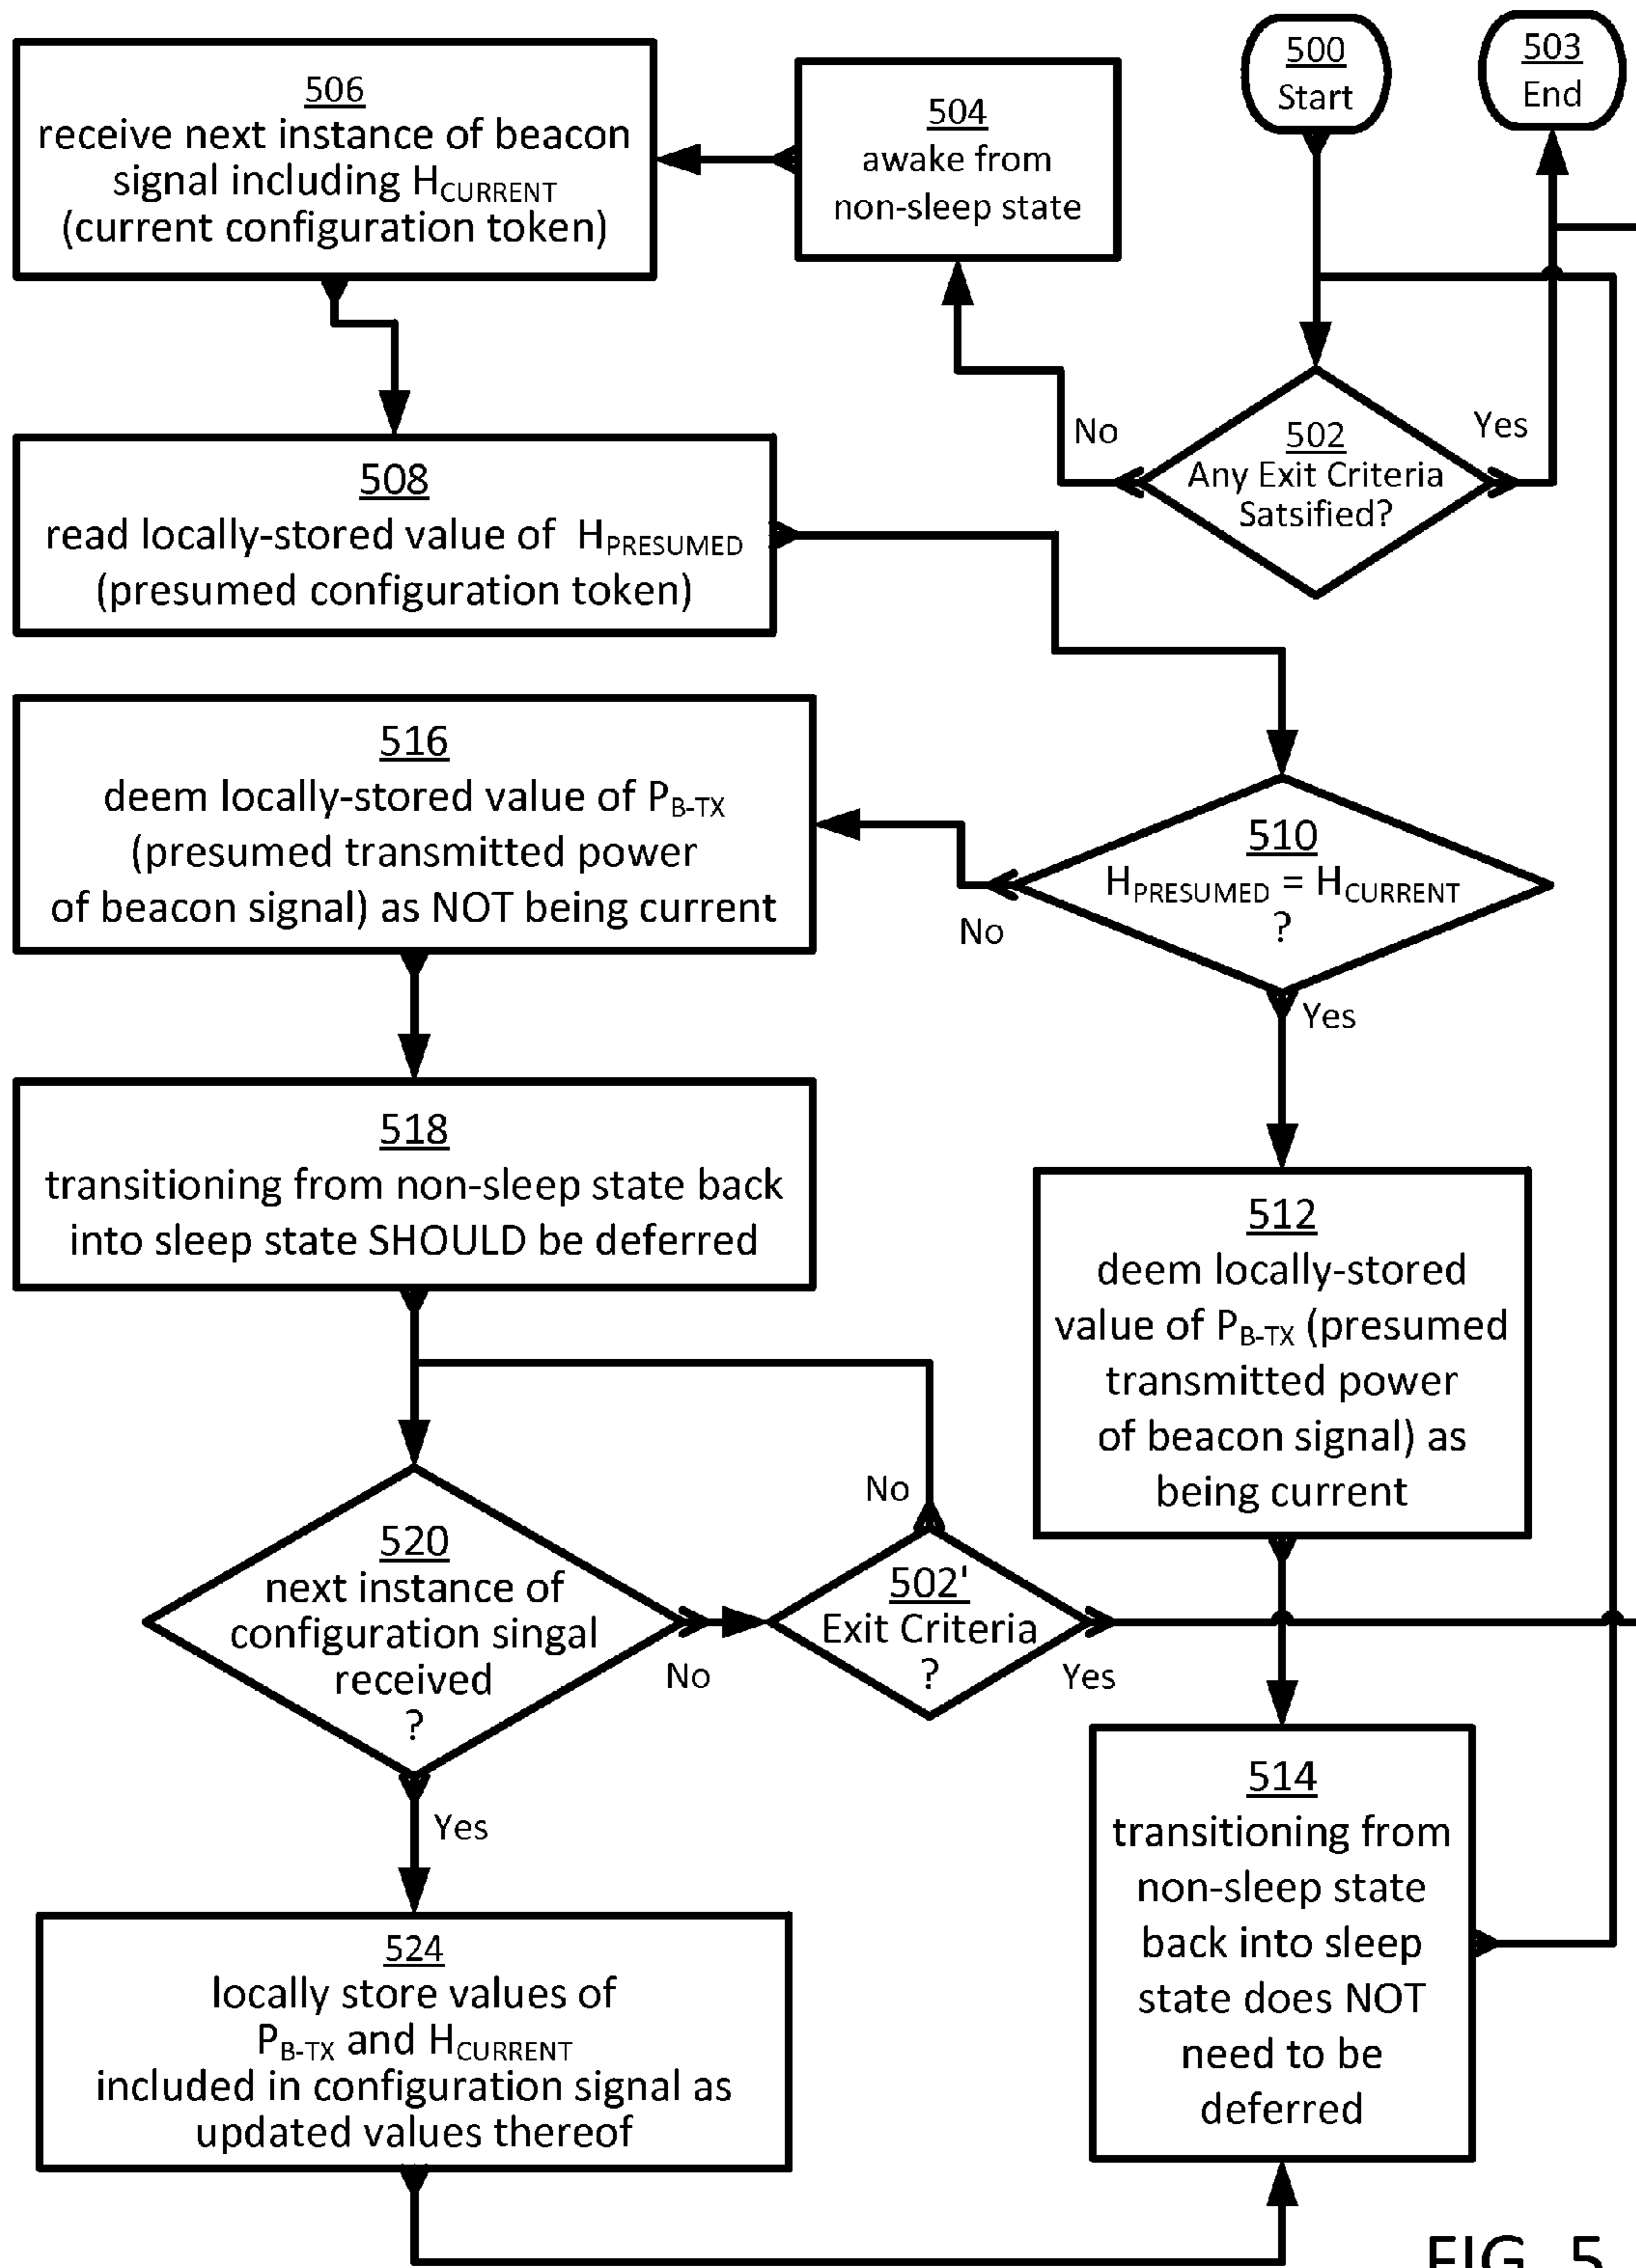 500
Start
503
End
506
receive next instance of beacon
signal including HCURRENT
(current configuration token)
504
awake from
non-sleep state
No
502
Any Exit Criteria
Satsified?
Yes
508
read locally-stored value of HPRESUMED
(presumed configuration token)
516
deem locally-stored value of PB-TX
(presumed transmitted power
of beacon signal) as NOT being current
510
HPRESUMED = HCURRENT
?
No
Yes
518
transitioning from non-sleep state back
into sleep state SHOULD be deferred
512
deem locally-stored
value of PB-TX (presumed
transmitted power
of beacon signal) as
being current
520
next instance of
configuration singal
received
?
No
Yes
502'
Exit Criteria
?
No
Yes
514
transitioning from
non-sleep state
back into sleep
state does NOT
need to be
deferred
524
locally store values of
PB-TX and HCURRENT
included in configuration signal as
updated values thereof
FIG. 5